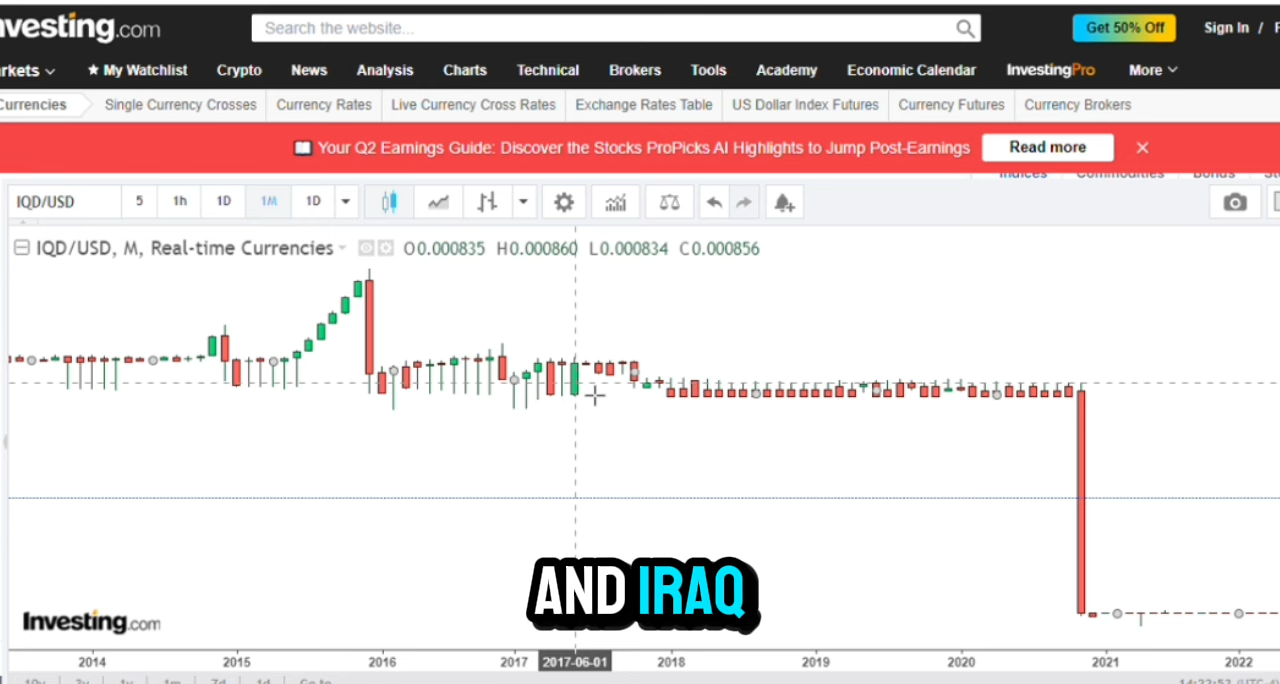 nvesting.com
Search the website...
Get 50% Off
Sign In /
rkets
★ My Watchlist
Crypto
News
Analysis
Charts
Technical
Brokers
Tools
Academy
Economic Calendar
InvestingPro
More
Currencies
Single Currency Crosses
Currency Rates
Live Currency Cross Rates
Exchange Rates Table
US Dollar Index Futures
Currency Futures
Currency Brokers
Your Q2 Earnings Guide: Discover the Stocks ProPicks AI Highlights to Jump Post-Earnings
Read more
Indices
Commodities
Bonds
IQD/USD
5
1h
1D
1M
1D
IQD/USD, M, Real-time Currencies
O0.000835 H0.000860 L0.000834 C0.000856
AND IRAQ
Investing.com
2014
2015
2016
2017
2017-06-01
2018
2019
2020
2021
2022